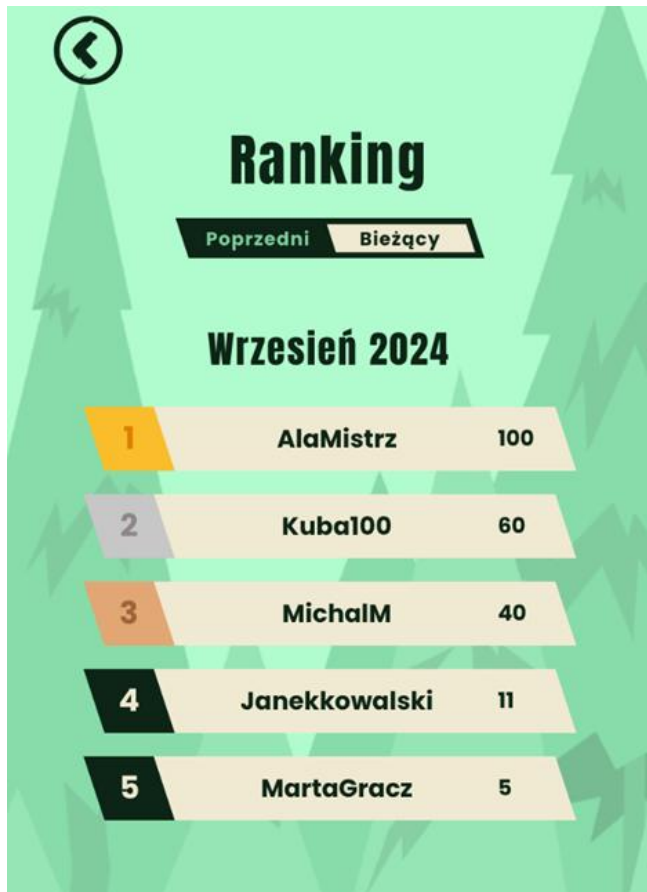 Ranking
Poprzedni Bieżący
Wrzesień 2024
1 AlaMistrz 100
2 Kuba100 60
3 MichalM 40
4 Janekkowalski 11
5 MartaGracz 5